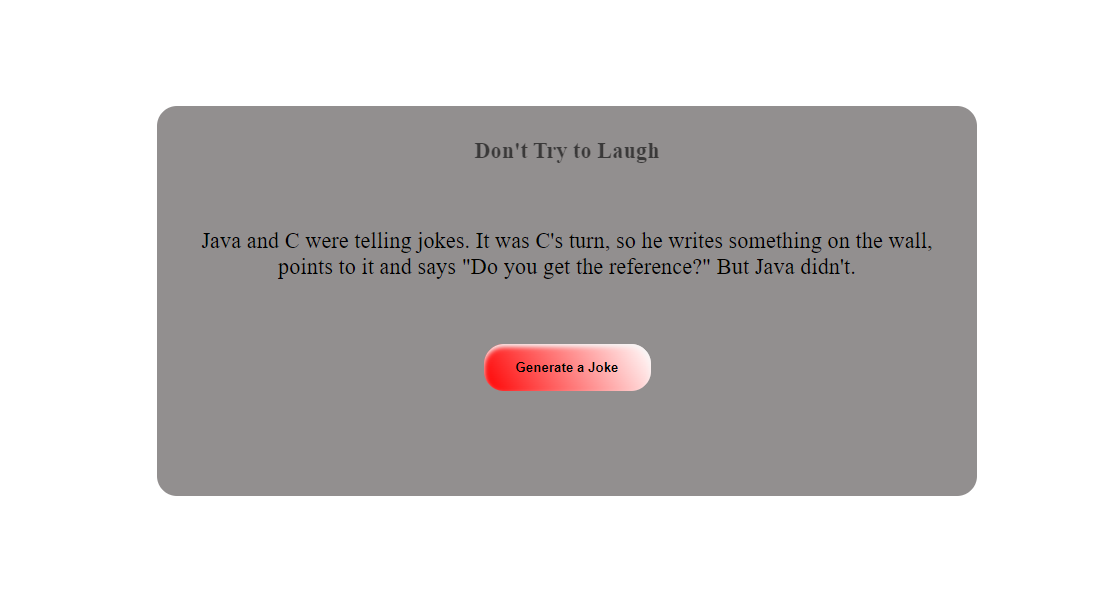 Don't Try to Laugh
Java and C were telling jokes. It was C's turn, so he writes something on the wall,
points to it and says "Do you get the reference?" But Java didn't.
Generate a Joke